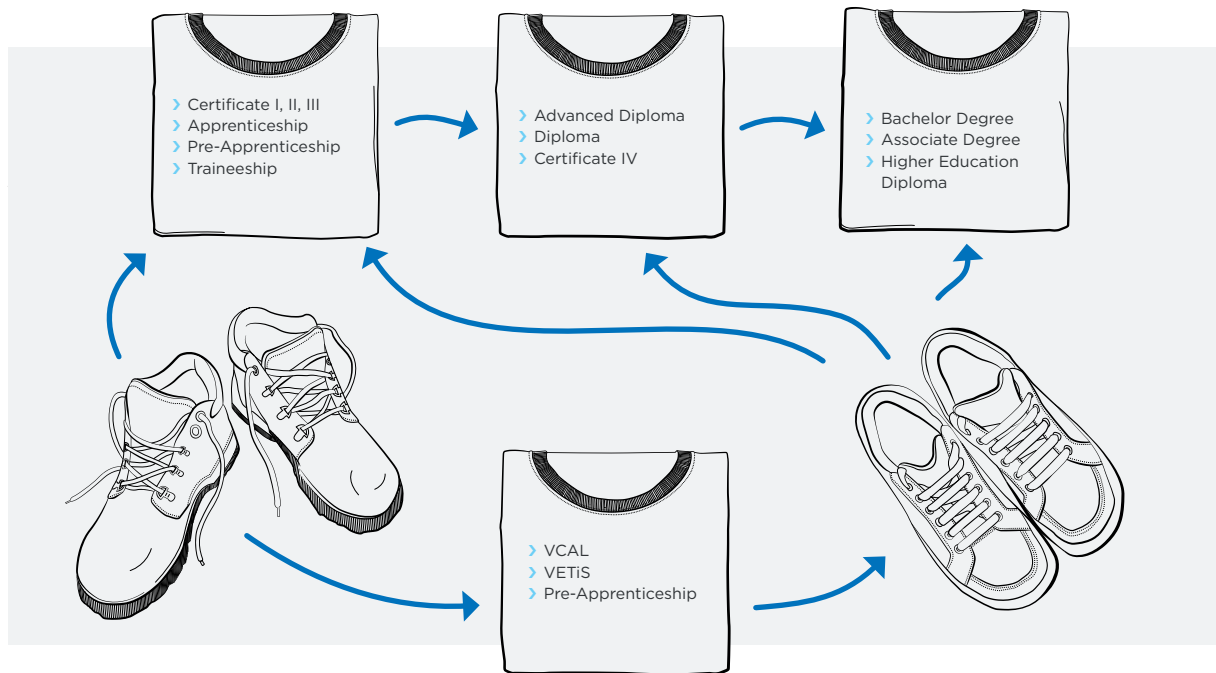 › Certificate I, II, III
› Apprenticeship
› Pre-Apprenticeship
› Traineeship
› Advanced Diploma
› Diploma
› Certificate IV
› Bachelor Degree
› Associate Degree
› Higher Education
Diploma
› VCAL
› VETiS
› Pre-Apprenticeship